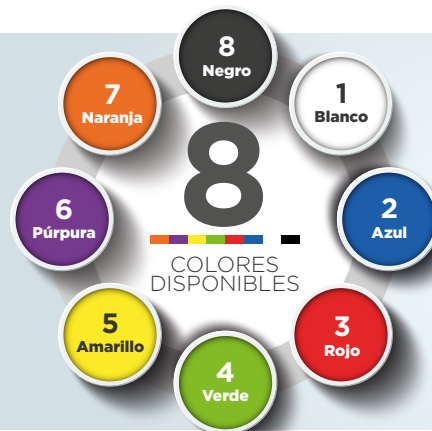 8
Negro
1
Blanco
2
Azul
3
Rojo
4
Verde
5
Amarillo
6
Púrpura
7
Naranja
8
COLORES
DISPONIBLES